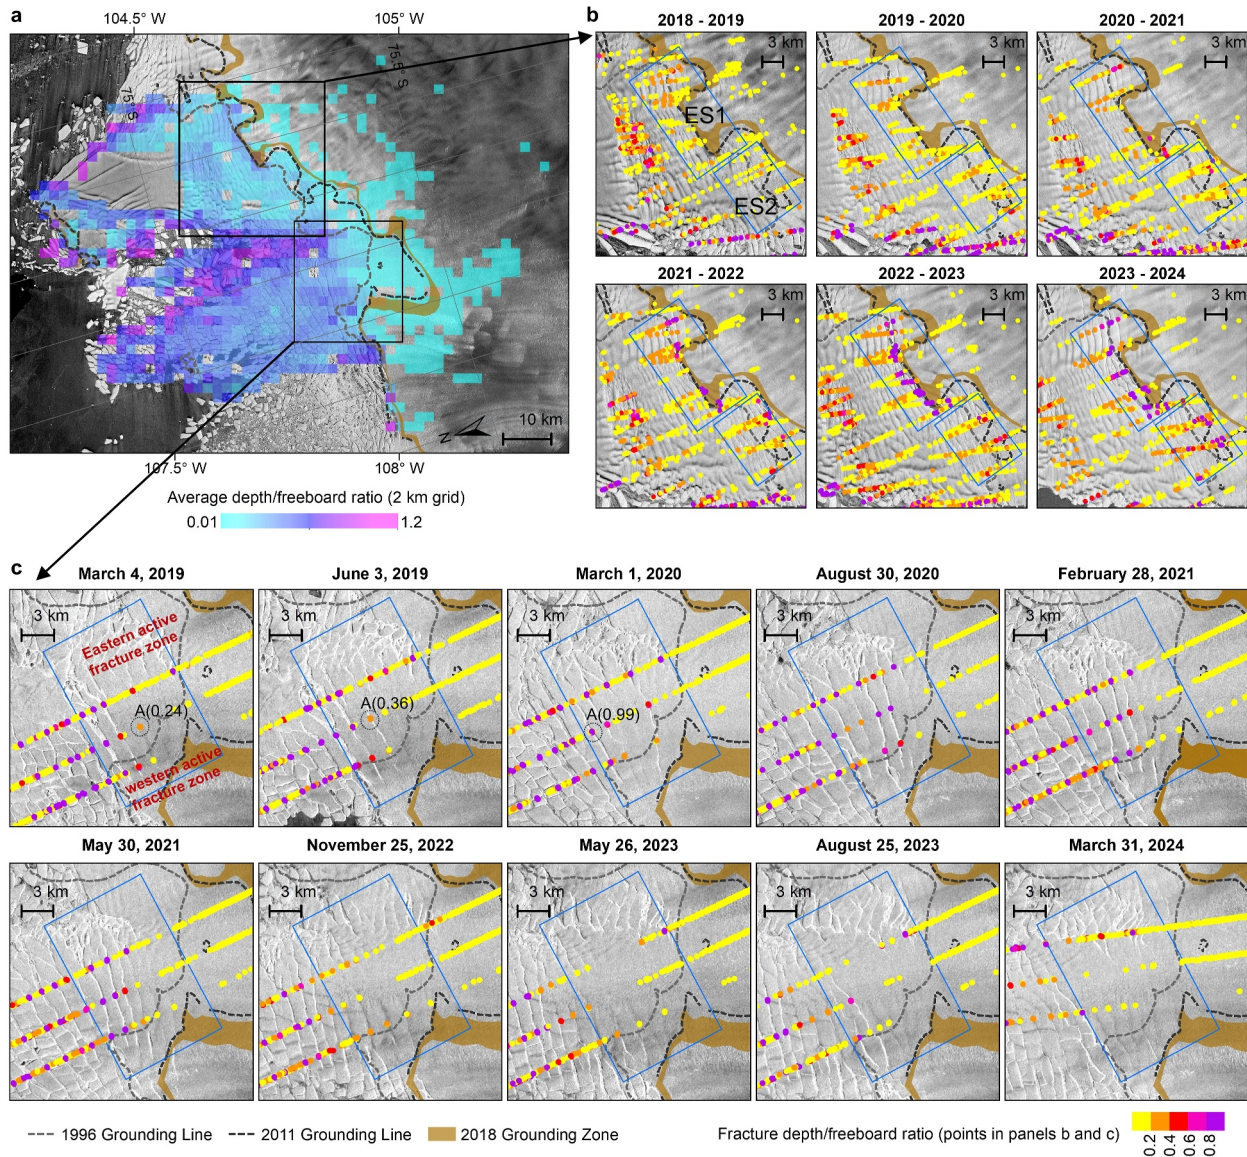 a
104.5° W
105° W
75° S
75.5° S
N
10 km
107.5° W
108° W
Average depth/freeboard ratio (2 km grid)
0.01
1.2
b
2018 - 2019
2019 - 2020
2020 - 2021
3 km
3 km
3 km
ES1
ES2
2021 - 2022
2022 - 2023
2023 - 2024
3 km
3 km
3 km
c
March 4, 2019
June 3, 2019
March 1, 2020
August 30, 2020
February 28, 2021
3 km
3 km
3 km
3 km
3 km
Eastern active
fracture zone
A(0.24)
A(0.36)
A(0.99)
western active
fracture zone
May 30, 2021
November 25, 2022
May 26, 2023
August 25, 2023
March 31, 2024
3 km
3 km
3 km
3 km
3 km
1996 Grounding Line
2011 Grounding Line
2018 Grounding Zone
Fracture depth/freeboard ratio (points in panels b and c)
0.2
0.4
0.6
0.8